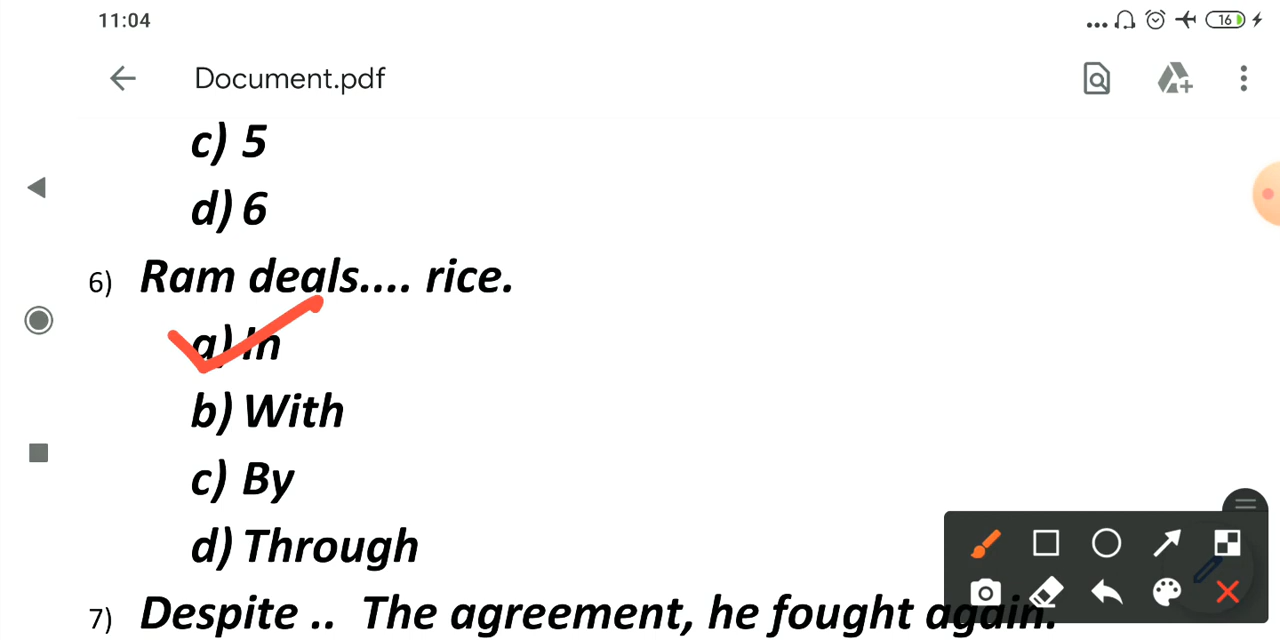 11:04
16
Document.pdf
c) 5
d) 6
6) Ram deals.... rice.
a) In
b) With
c) By
d) Through
7) Despite .. The agreement, he fought again.